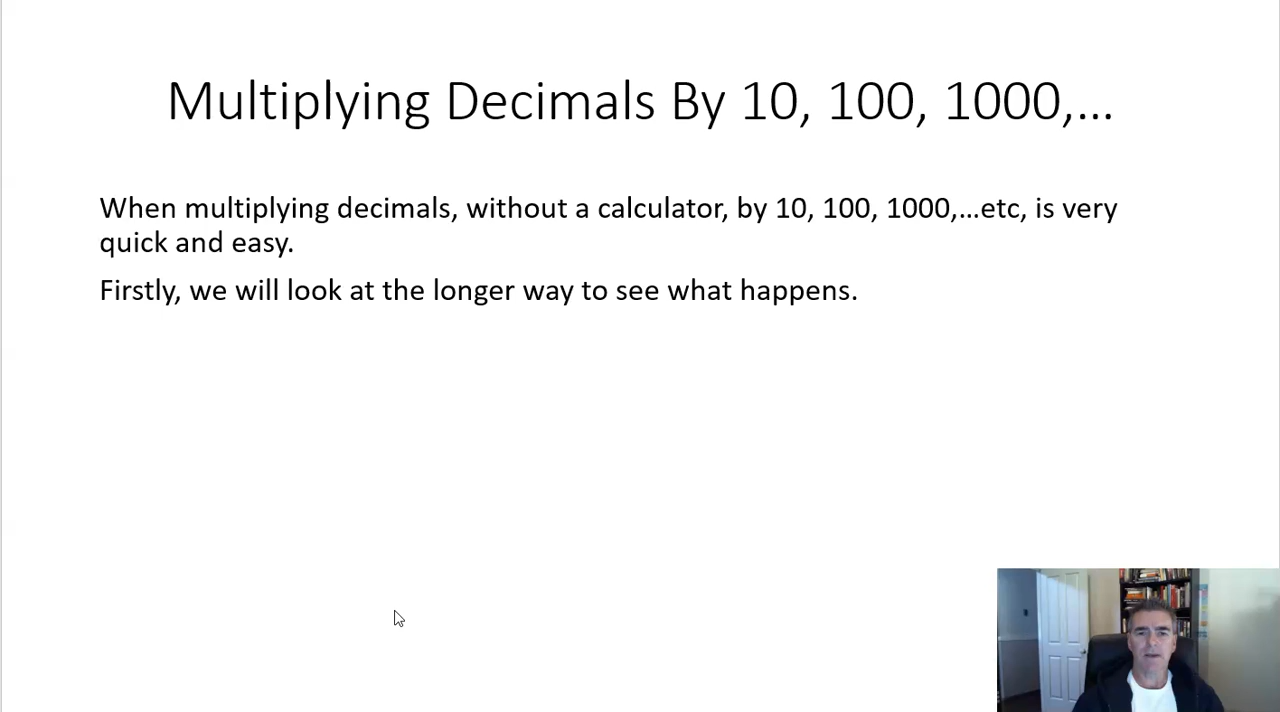 Multiplying Decimals By 10, 100, 1000,...
When multiplying decimals, without a calculator, by 10, 100, 1000,...etc, is very
quick and easy.
Firstly, we will look at the longer way to see what happens.